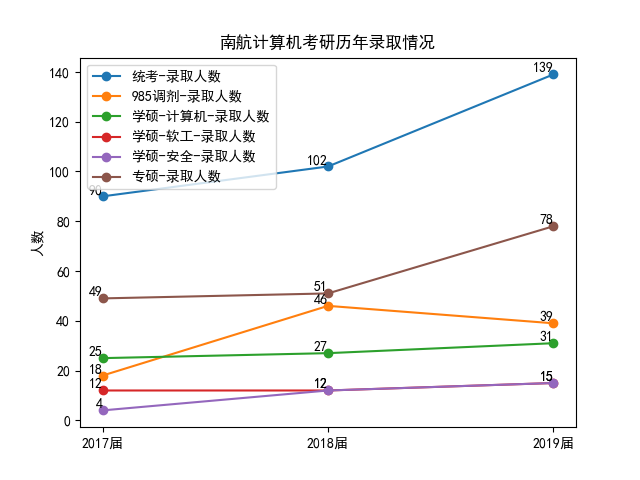 南航计算机考研历年录取情况
统考-录取人数
985调剂-录取人数
学硕-计算机-录取人数
学硕-软工-录取人数
学硕-安全-录取人数
专硕-录取人数
人数
140
120
100
80
60
40
20
0
90
102
139
49
51
78
18
46
39
25
27
31
12
12
15
4
12
15
2017届
2018届
2019届